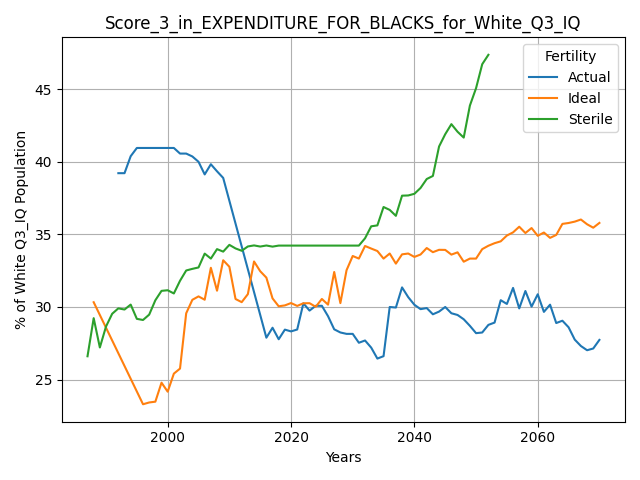 Score_3_in_EXPENDITURE_FOR_BLACKS_for_White_Q3_IQ
Fertility
Actual
Ideal
Sterile
% of White Q3_IQ Population
45
40
35
30
25
2000
2020
2040
2060
Years